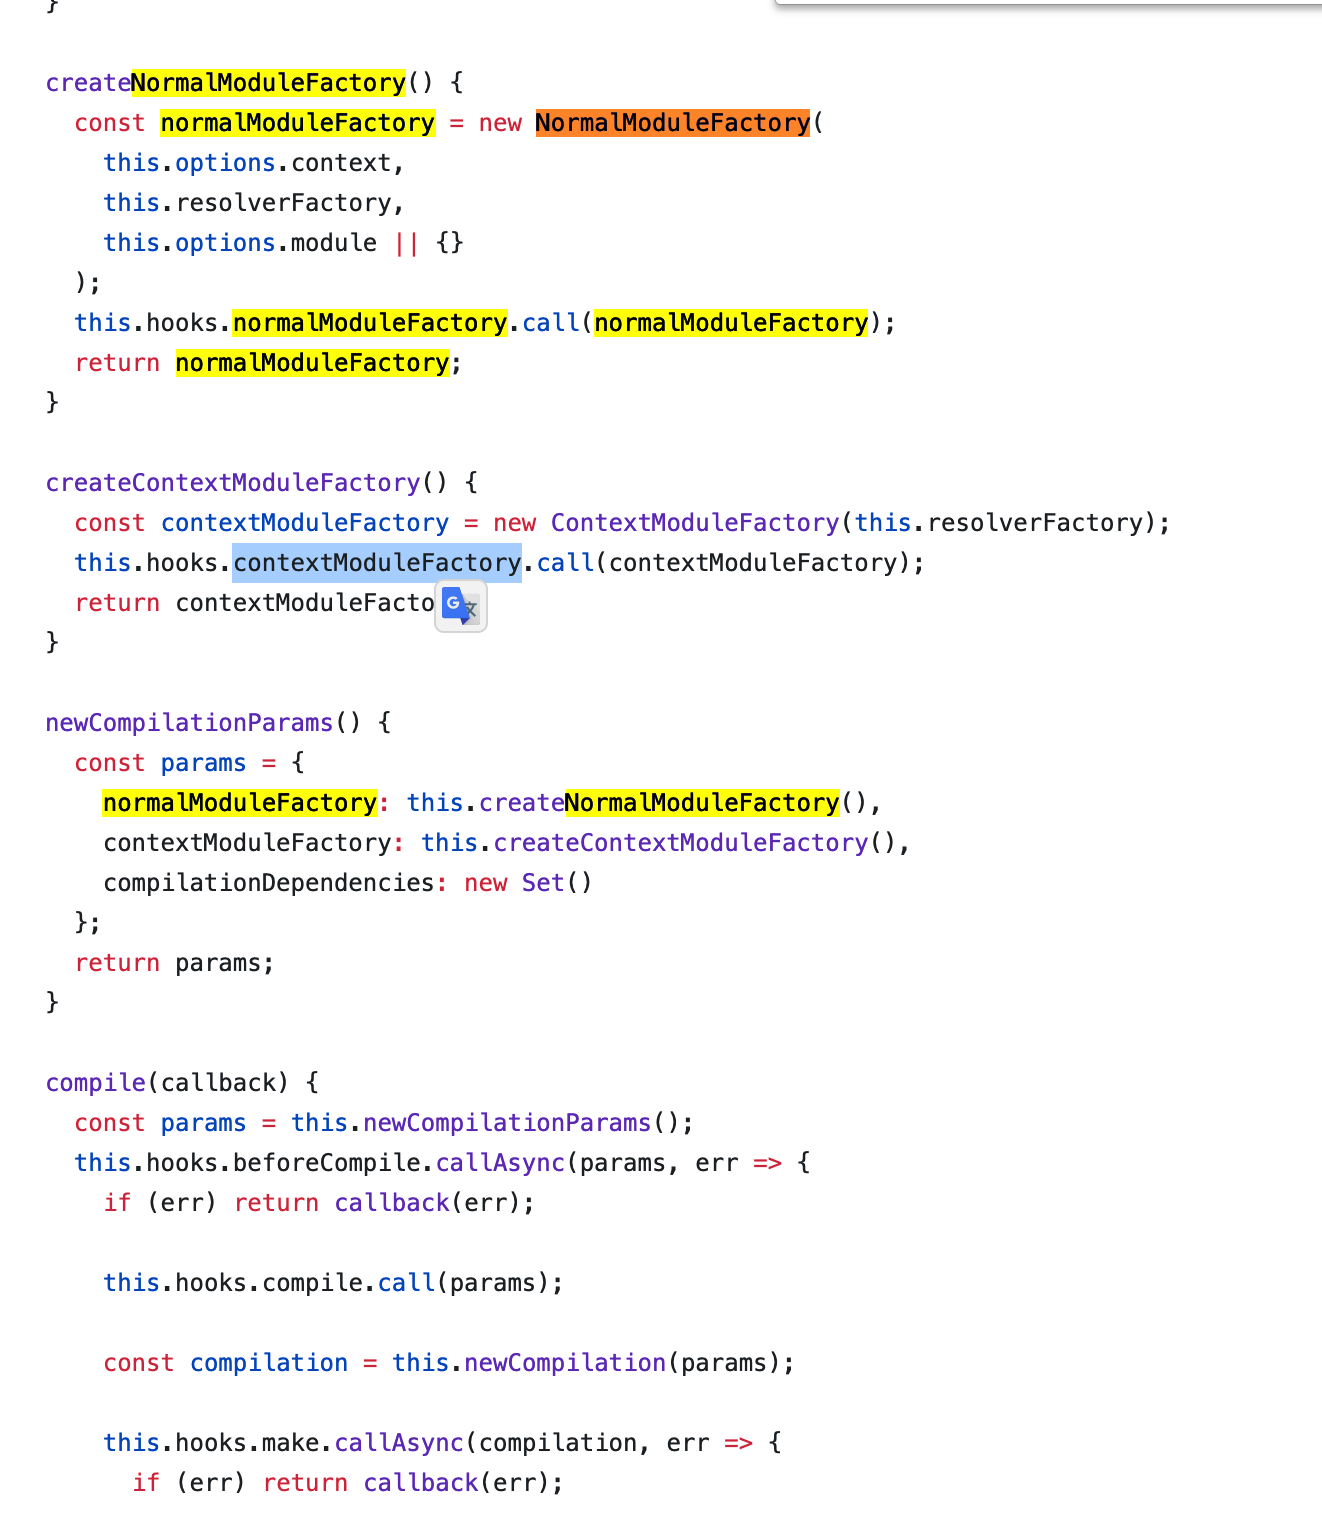 }
createNormalModuleFactory() {
const normalModuleFactory = new NormalModuleFactory(
this.options.context,
this.resolverFactory,
this.options.module || {}
);
this.hooks.normalModuleFactory.call(normalModuleFactory);
return normalModuleFactory;
}
createContextModuleFactory() {
const contextModuleFactory = new ContextModuleFactory(this.resolverFactory);
this.hooks.contextModuleFactory.call(contextModuleFactory);
return contextModuleFacto
G文
}
newCompilationParams() {
const params = {
normalModuleFactory: this.createNormalModuleFactory(),
contextModuleFactory: this.createContextModuleFactory(),
compilationDependencies: new Set()
};
return params;
}
compile(callback) {
const params = this.newCompilationParams();
this.hooks.beforeCompile.callAsync(params, err => {
if (err) return callback(err);
this.hooks.compile.call(params);
const compilation = this.newCompilation(params);
this.hooks.make.callAsync(compilation, err => {
if (err) return callback(err);